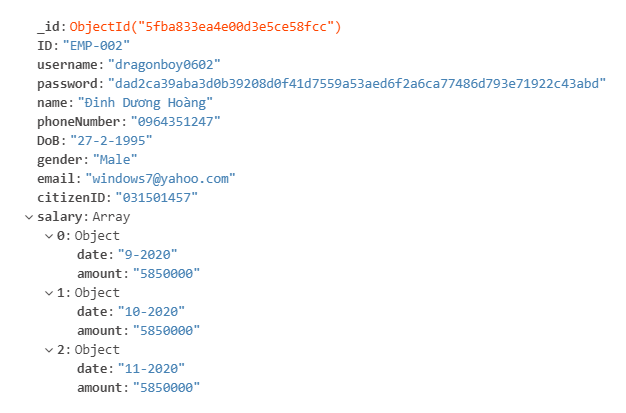 _id: ObjectId("5fba833ea4e00d3e5ce58fcc")
ID: "EMP-002"
username: "dragonboy0602"
password: "dad2ca39aba3d0b39208d0f41d7559a53aed6f2a6ca77486d793e71922c43abd"
name: "Đinh Dương Hoàng"
phoneNumber: "0964351247"
DoB: "27-2-1995"
gender: "Male"
email: "windows7@yahoo.com"
citizenID: "031501457"
salary: Array
0: Object
date: "9-2020"
amount: "5850000"
1: Object
date: "10-2020"
amount: "5850000"
2: Object
date: "11-2020"
amount: "5850000"